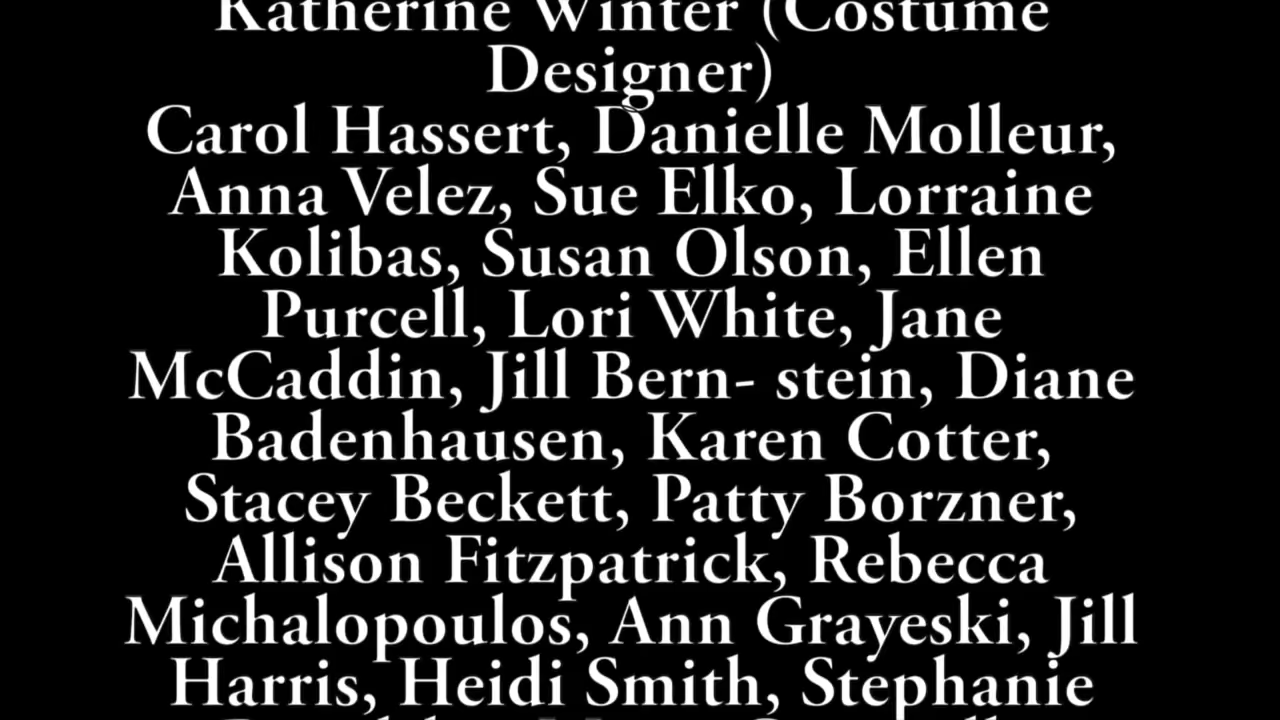 Katherine Winter (Costume
Designer)
Carol Hassert, Danielle Molleur,
Anna Velez, Sue Elko, Lorraine
Kolibas, Susan Olson, Ellen
Purcell, Lori White, Jane
McCaddin, Jill Bern- stein, Diane
Badenhausen, Karen Cotter,
Stacey Beckett, Patty Borzner,
Allison Fitzpatrick, Rebecca
Michalopoulos, Ann Grayeski, Jill
Harris, Heidi Smith, Stephanie